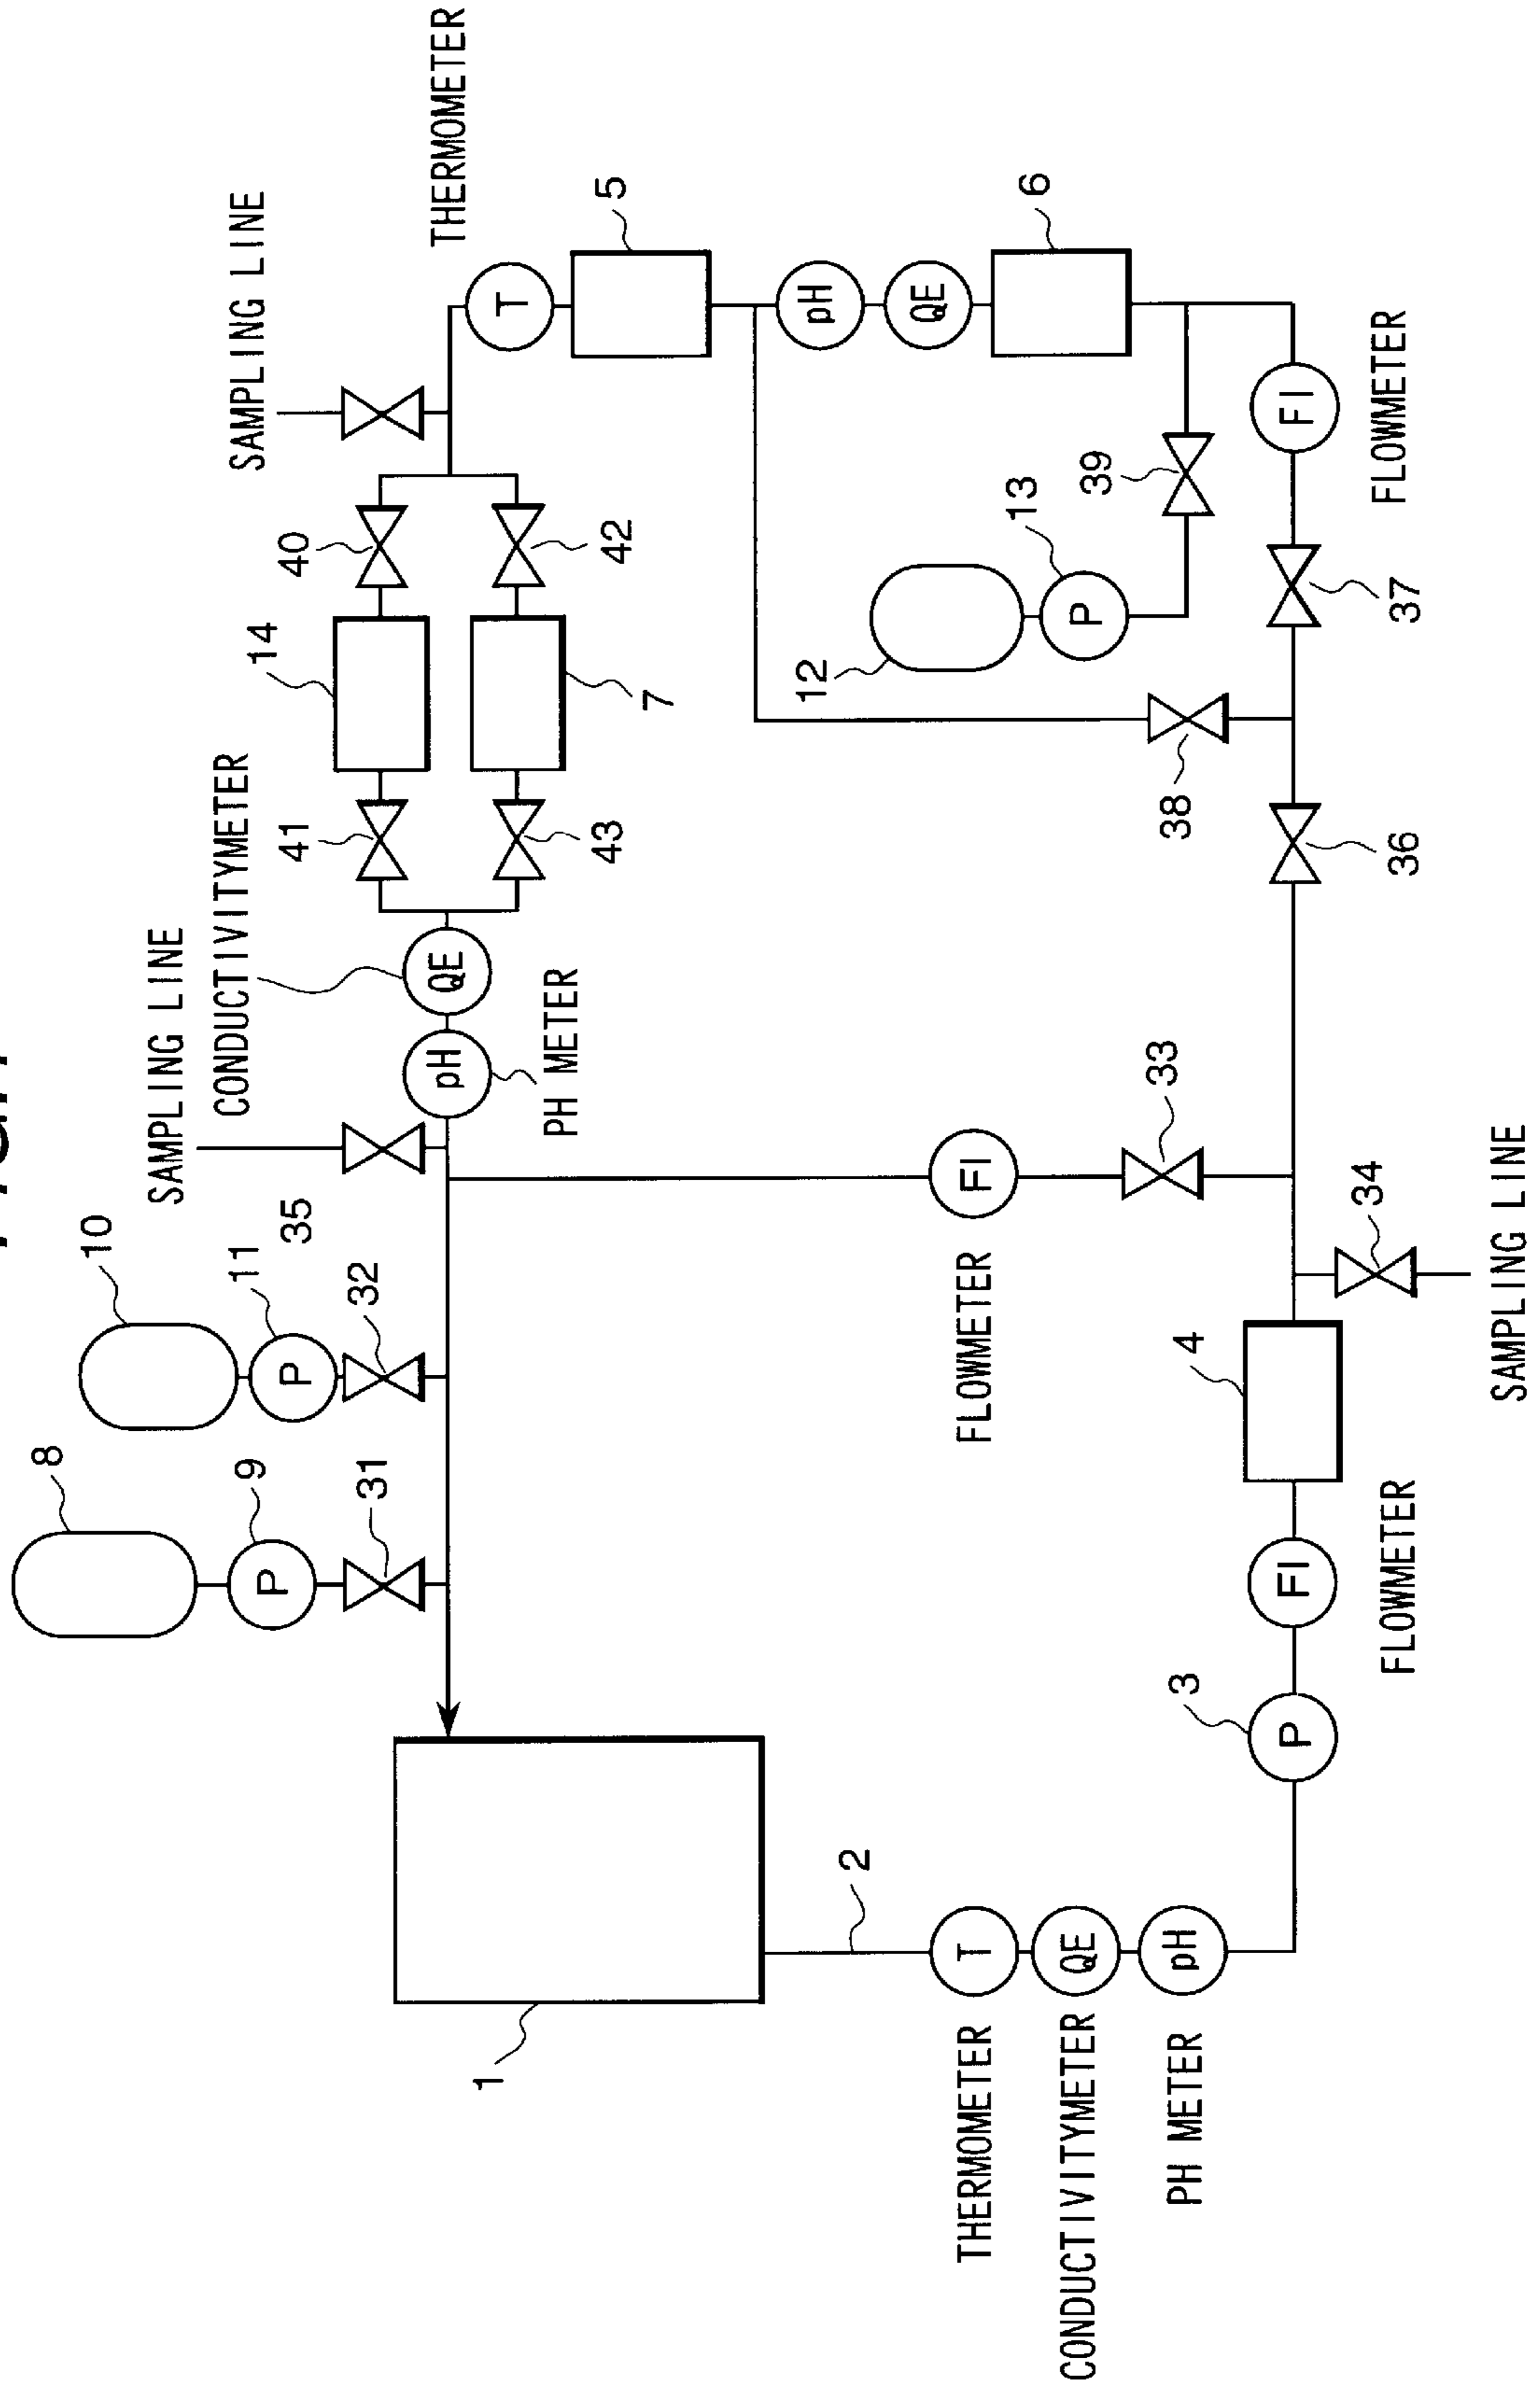 10
8
11
35
SAMPLING LINE
CONDUCTIVITYMETER
SAMPLING LINE
THERMOMETER
9
P
P
31
32
pH
QE
41
14
40
T
5
PH METER
43
7
42
1
pH
QE
6
12
13
P
39
2
FLOWMETER
FI
33
38
T
QE
pH
THERMOMETER
CONDUCTIVITYMETER
PH METER
3
P
FI
4
34
36
37
FI
FLOWMETER
FLOWMETER
SAMPLING LINE